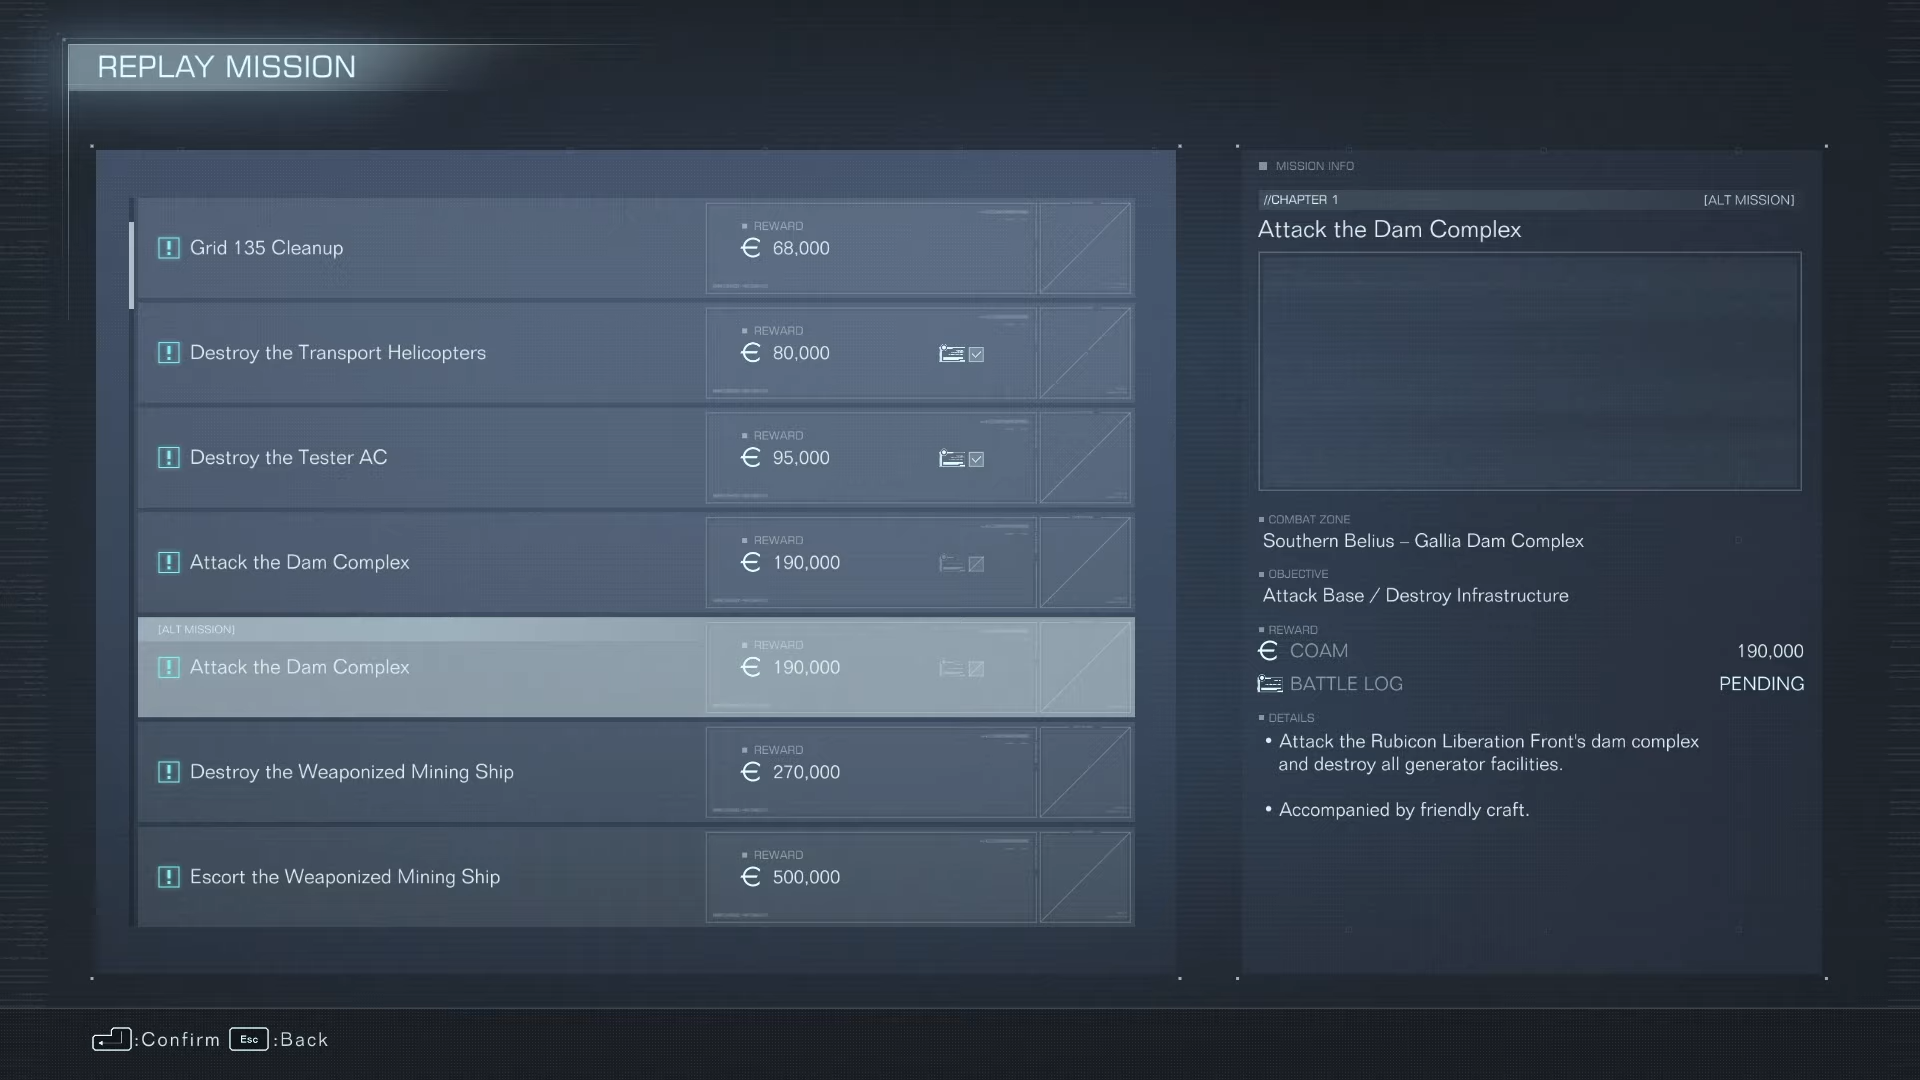 REPLAY MISSION
Grid 135 Cleanup
REWARD
68,000
Destroy the Transport Helicopters
REWARD
80,000
Destroy the Tester AC
REWARD
95,000
Attack the Dam Complex
REWARD
190,000
[ALT MISSION]
Attack the Dam Complex
REWARD
190,000
Destroy the Weaponized Mining Ship
REWARD
270,000
Escort the Weaponized Mining Ship
REWARD
500,000
MISSION INFO
//CHAPTER 1 [ALT MISSION]
Attack the Dam Complex
COMBAT ZONE
Southern Belius – Gallia Dam Complex
OBJECTIVE
Attack Base / Destroy Infrastructure
REWARD
COAM 190,000
BATTLE LOG PENDING
DETAILS
• Attack the Rubicon Liberation Front's dam complex
and destroy all generator facilities.
• Accompanied by friendly craft.
:Confirm Esc :Back